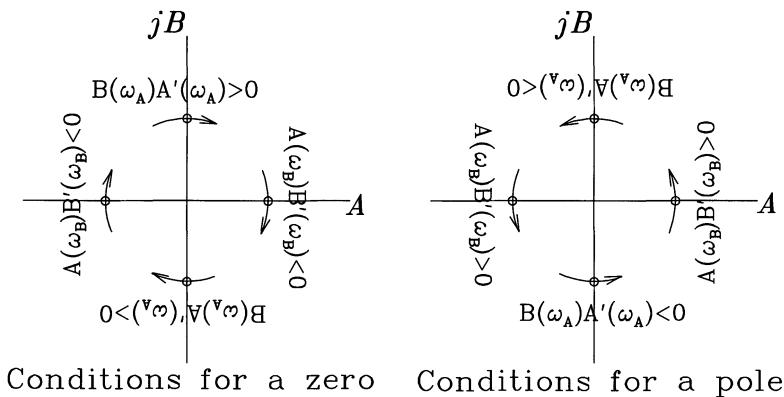 jB
B(ω_A)A'(ω_A)>0
A(ω_B)B'(ω_B)<0
A(ω_B)B'(ω_B)<0
A
B(ω_A)A'(ω_A)>0
Conditions for a zero
jB
B(ω_A)A'(ω_A)<0
A(ω_B)B'(ω_B)>0
A(ω_B)B'(ω_B)>0
A
B(ω_A)A'(ω_A)<0
Conditions for a pole